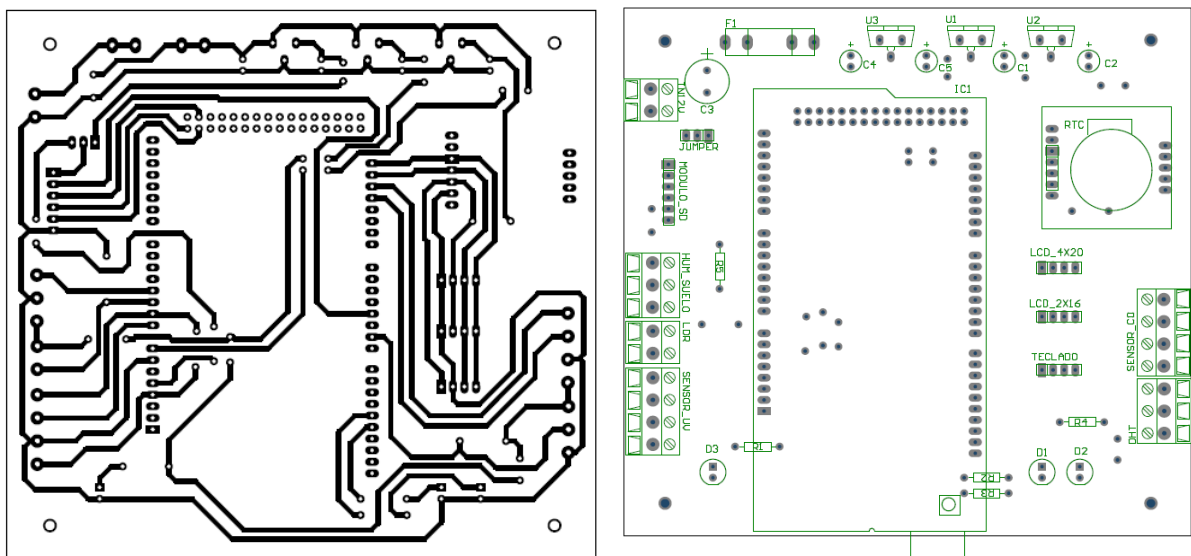 F1
U3
U1
U2
C4
C5
C1
C2
IN12V
C3
IC1
RTC
JUMPER
MODULO_SD
R5
HUM_SUELO
LCD_4X20
LCD_2X16
LDR
SENSOR_CO
TECLADO
SENSOR_UV
R4
DHT
R1
D3
D1
D2
R2
R3